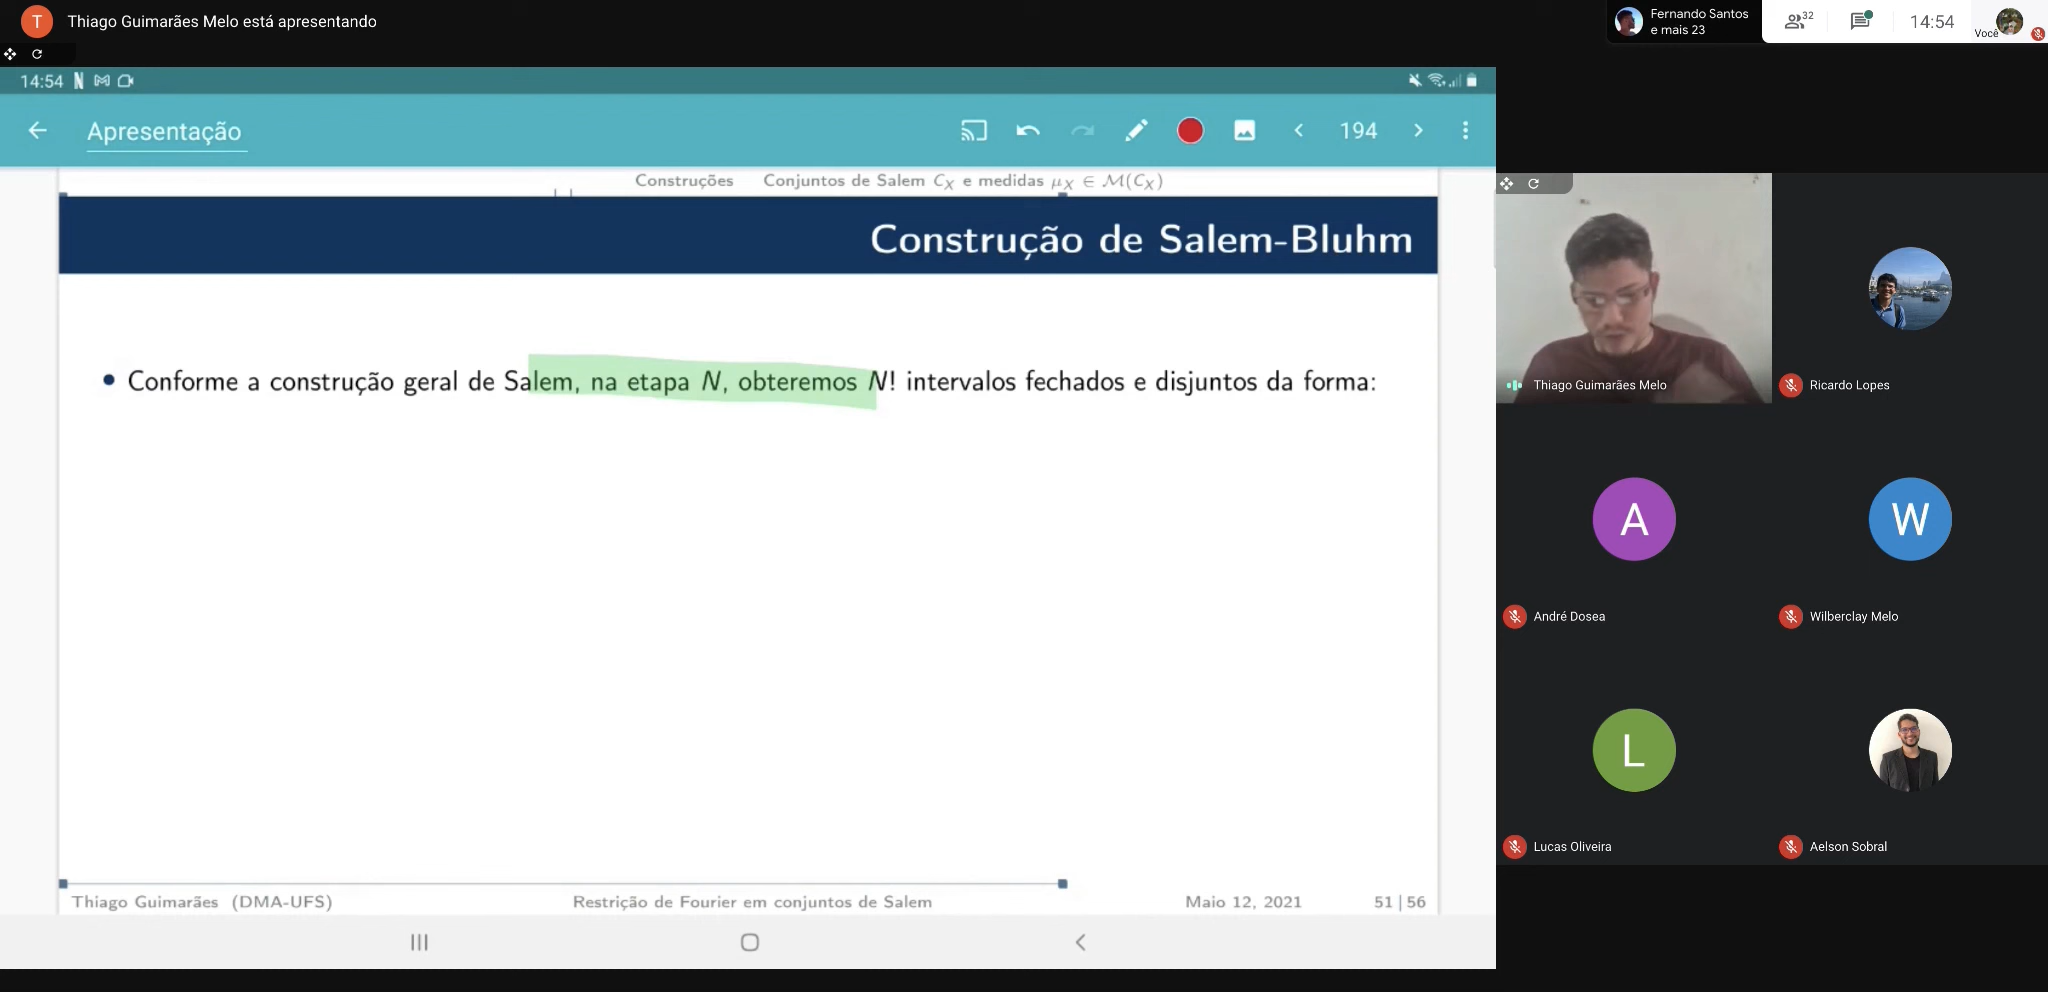 T Thiago Guimarães Melo está apresentando
Fernando Santos
e mais 23
32
14:54
Você
14:54
Apresentação
194
Construções Conjuntos de Salem C_X e medidas μ_X ∈ M(C_X)
Construção de Salem-Bluhm
• Conforme a construção geral de Salem, na etapa N, obteremos N! intervalos fechados e disjuntos da forma:
Thiago Guimarães (DMA-UFS) Restrição de Fourier em conjuntos de Salem Maio 12, 2021 51 | 56
Thiago Guimarães Melo
Ricardo Lopes
A
W
André Dosea
Wilberclay Melo
L
Lucas Oliveira
Aelson Sobral